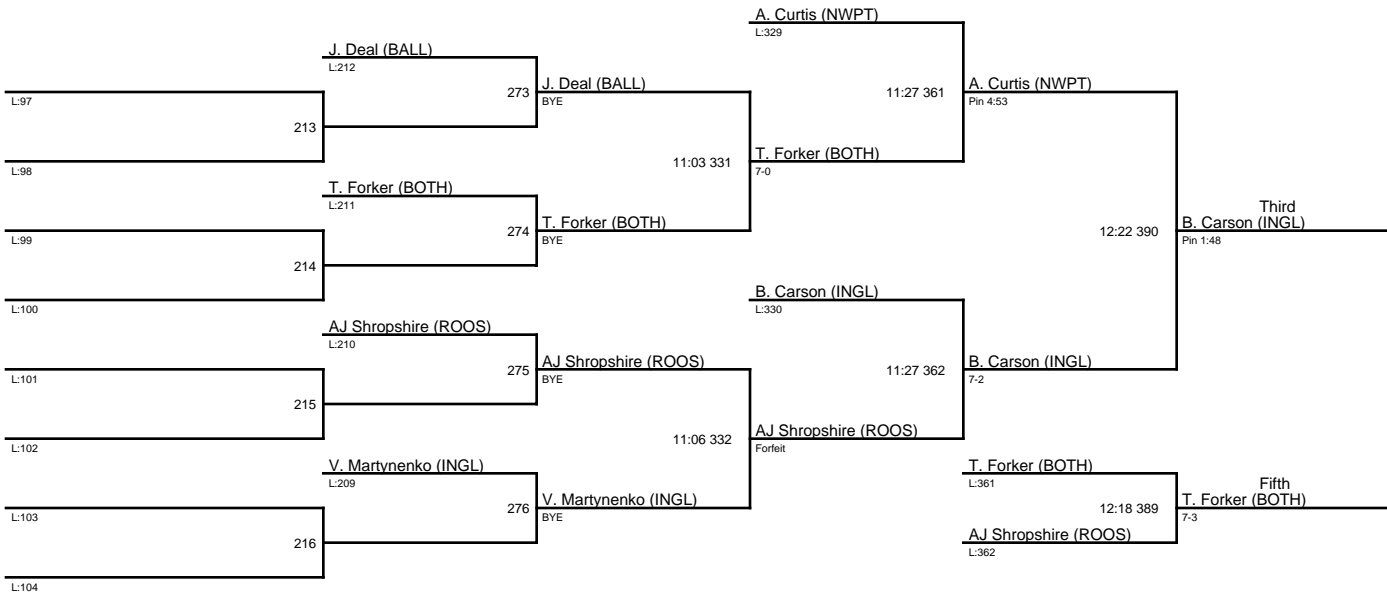 A. Curtis (NWPT)
L:329
J. Deal (BALL)
L:212
273
J. Deal (BALL)
BYE
11:27 361
A. Curtis (NWPT)
Pin 4:53
L:97
213
11:03 331
T. Forker (BOTH)
7-0
L:98
T. Forker (BOTH)
L:211
Third
274
T. Forker (BOTH)
BYE
12:22 390
B. Carson (INGL)
Pin 1:48
L:99
214
B. Carson (INGL)
L:330
L:100
AJ Shropshire (ROOS)
L:210
275
AJ Shropshire (ROOS)
BYE
11:27 362
B. Carson (INGL)
7-2
L:101
215
11:06 332
AJ Shropshire (ROOS)
Forfeit
L:102
V. Martynenko (INGL)
L:209
T. Forker (BOTH)
L:361
Fifth
276
V. Martynenko (INGL)
BYE
12:18 389
T. Forker (BOTH)
7-3
L:103
216
AJ Shropshire (ROOS)
L:362
L:104